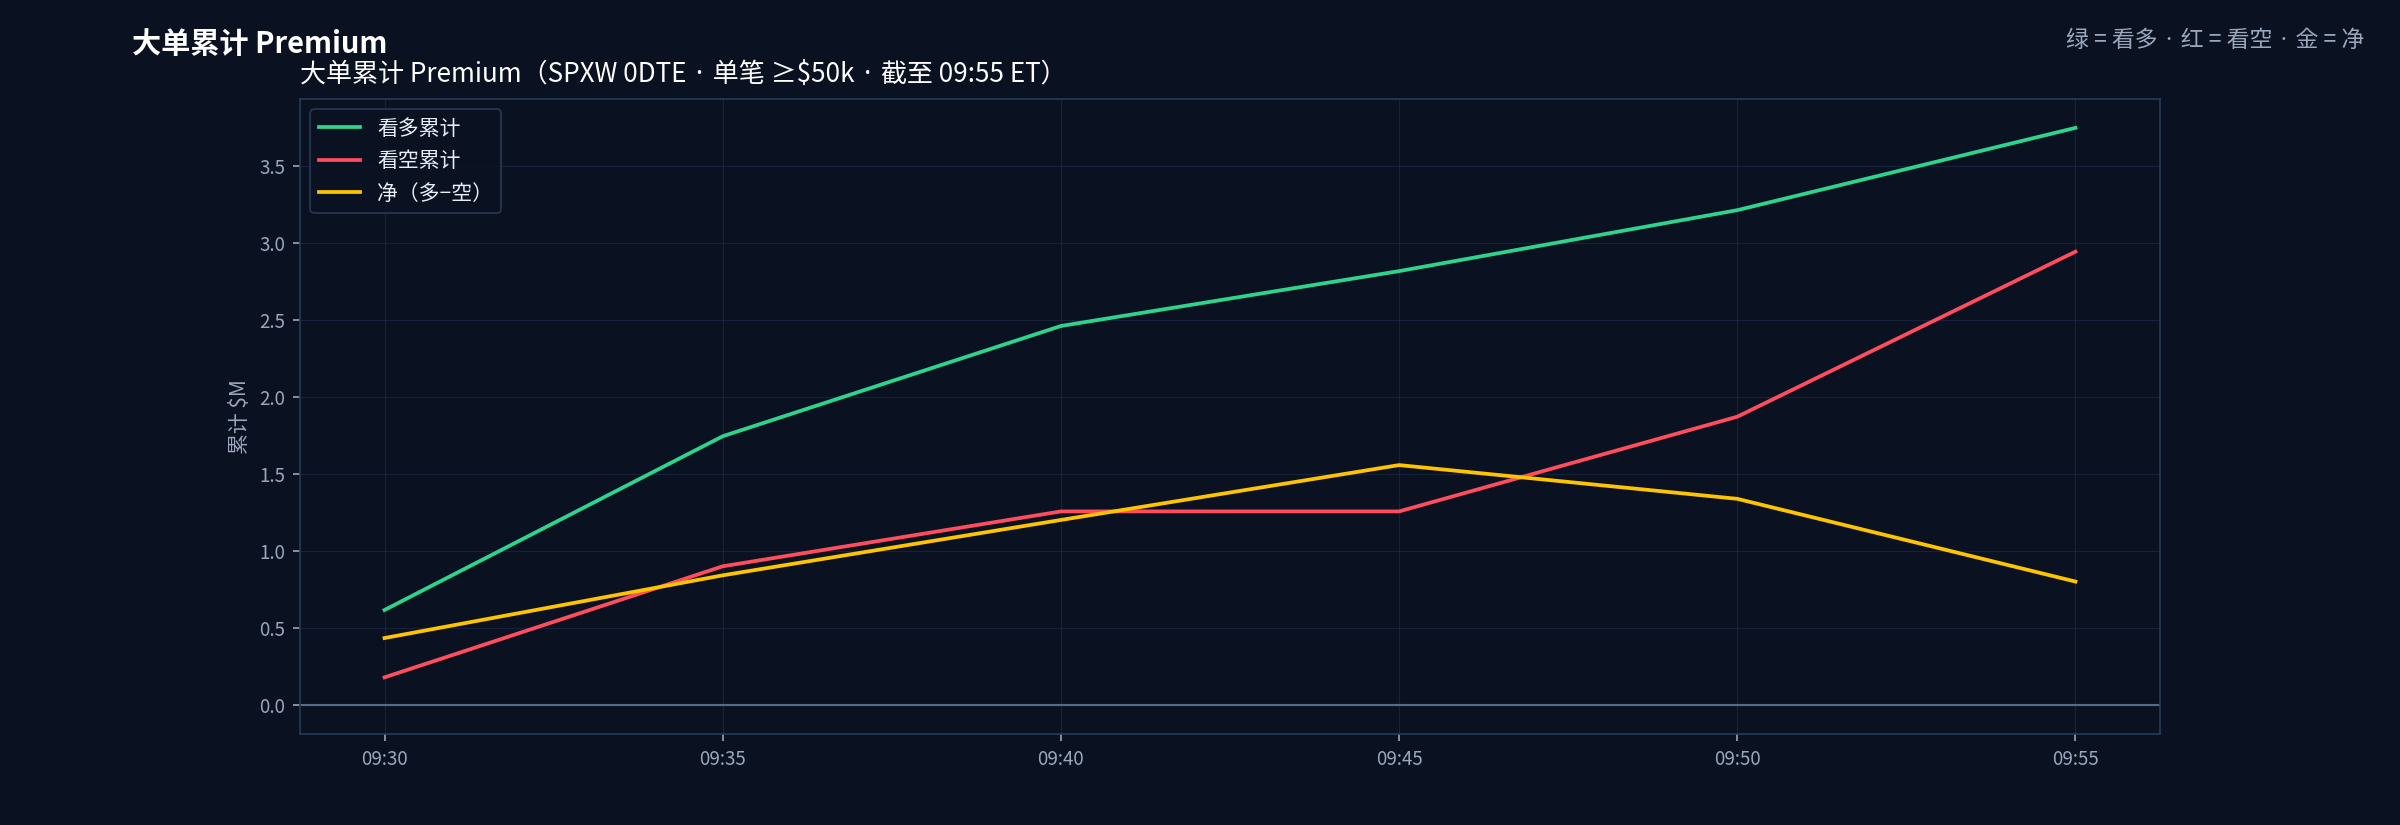 大单累计 Premium
绿 = 看多 · 红 = 看空 · 金 = 净
大单累计 Premium（SPXW 0DTE · 单笔 ≥$50k · 截至 09:55 ET）
看多累计
看空累计
净（多−空）
累计 $M
3.5
3.0
2.5
2.0
1.5
1.0
0.5
0.0
09:30 09:35 09:40 09:45 09:50 09:55